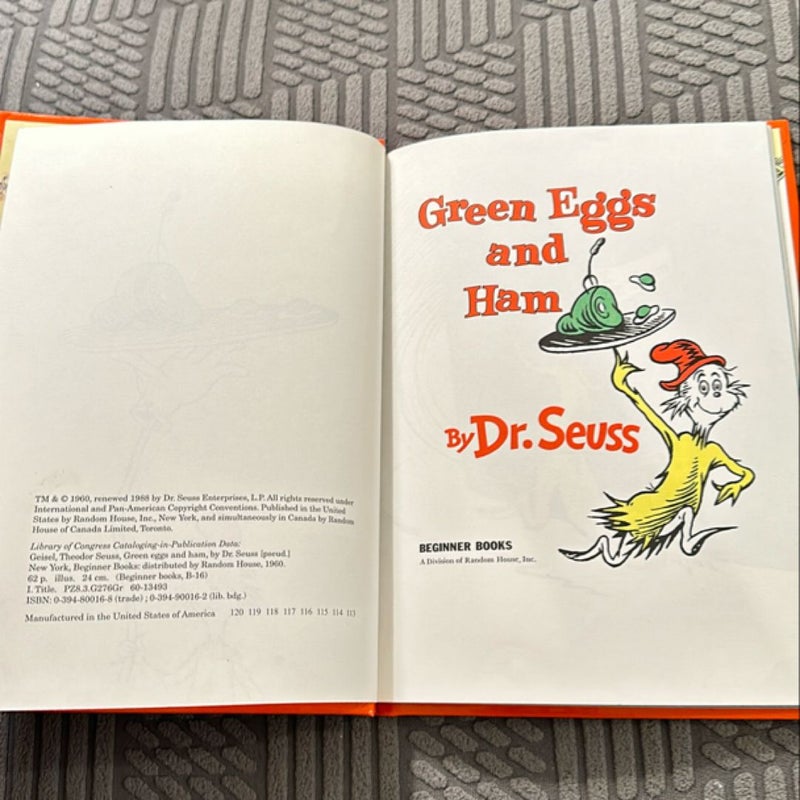 TM & © 1960, renewed 1988 by Dr. Seuss Enterprises, L.P. All rights reserved under
International and Pan-American Copyright Conventions. Published in the United
States by Random House, Inc., New York, and simultaneously in Canada by Random
House of Canada Limited, Toronto.
Library of Congress Cataloging-in-Publication Data:
Geisel, Theodor Seuss, Green eggs and ham, by Dr. Seuss [pseud.]
New York, Beginner Books: distributed by Random House, 1960.
62 p. illus. 24 cm. (Beginner books, B-16)
I. Title. PZ8.3.G276Gr 60-13493
ISBN: 0-394-80016-8 (trade) ; 0-394-90016-2 (lib. bdg.)
Manufactured in the United States of America 120 119 118 117 116 115 114 113
Green Eggs
and
Ham
By Dr. Seuss
BEGINNER BOOKS
A Division of Random House, Inc.